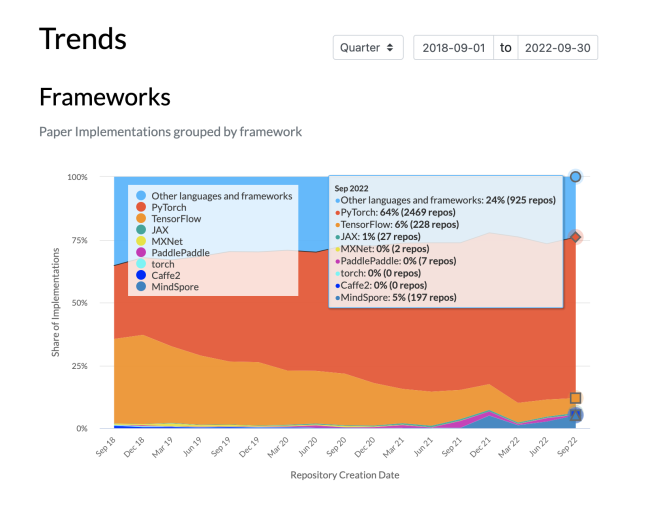 Trends
Quarter
2018-09-01 to 2022-09-30
Frameworks
Paper Implementations grouped by framework
100%
75%
50%
25%
0%
Share of Implementations
Other languages and frameworks
PyTorch
TensorFlow
JAX
MXNet
PaddlePaddle
torch
Caffe2
MindSpore
Sep 2022
Other languages and frameworks: 24% (925 repos)
PyTorch: 64% (2469 repos)
TensorFlow: 6% (228 repos)
JAX: 1% (27 repos)
MXNet: 0% (2 repos)
PaddlePaddle: 0% (7 repos)
torch: 0% (0 repos)
Caffe2: 0% (0 repos)
MindSpore: 5% (197 repos)
Sep 18
Dec 18
Mar 19
Jun 19
Sep 19
Dec 19
Mar 20
Jun 20
Sep 20
Dec 20
Mar 21
Jun 21
Sep 21
Dec 21
Mar 22
Jun 22
Sep 22
Repository Creation Date